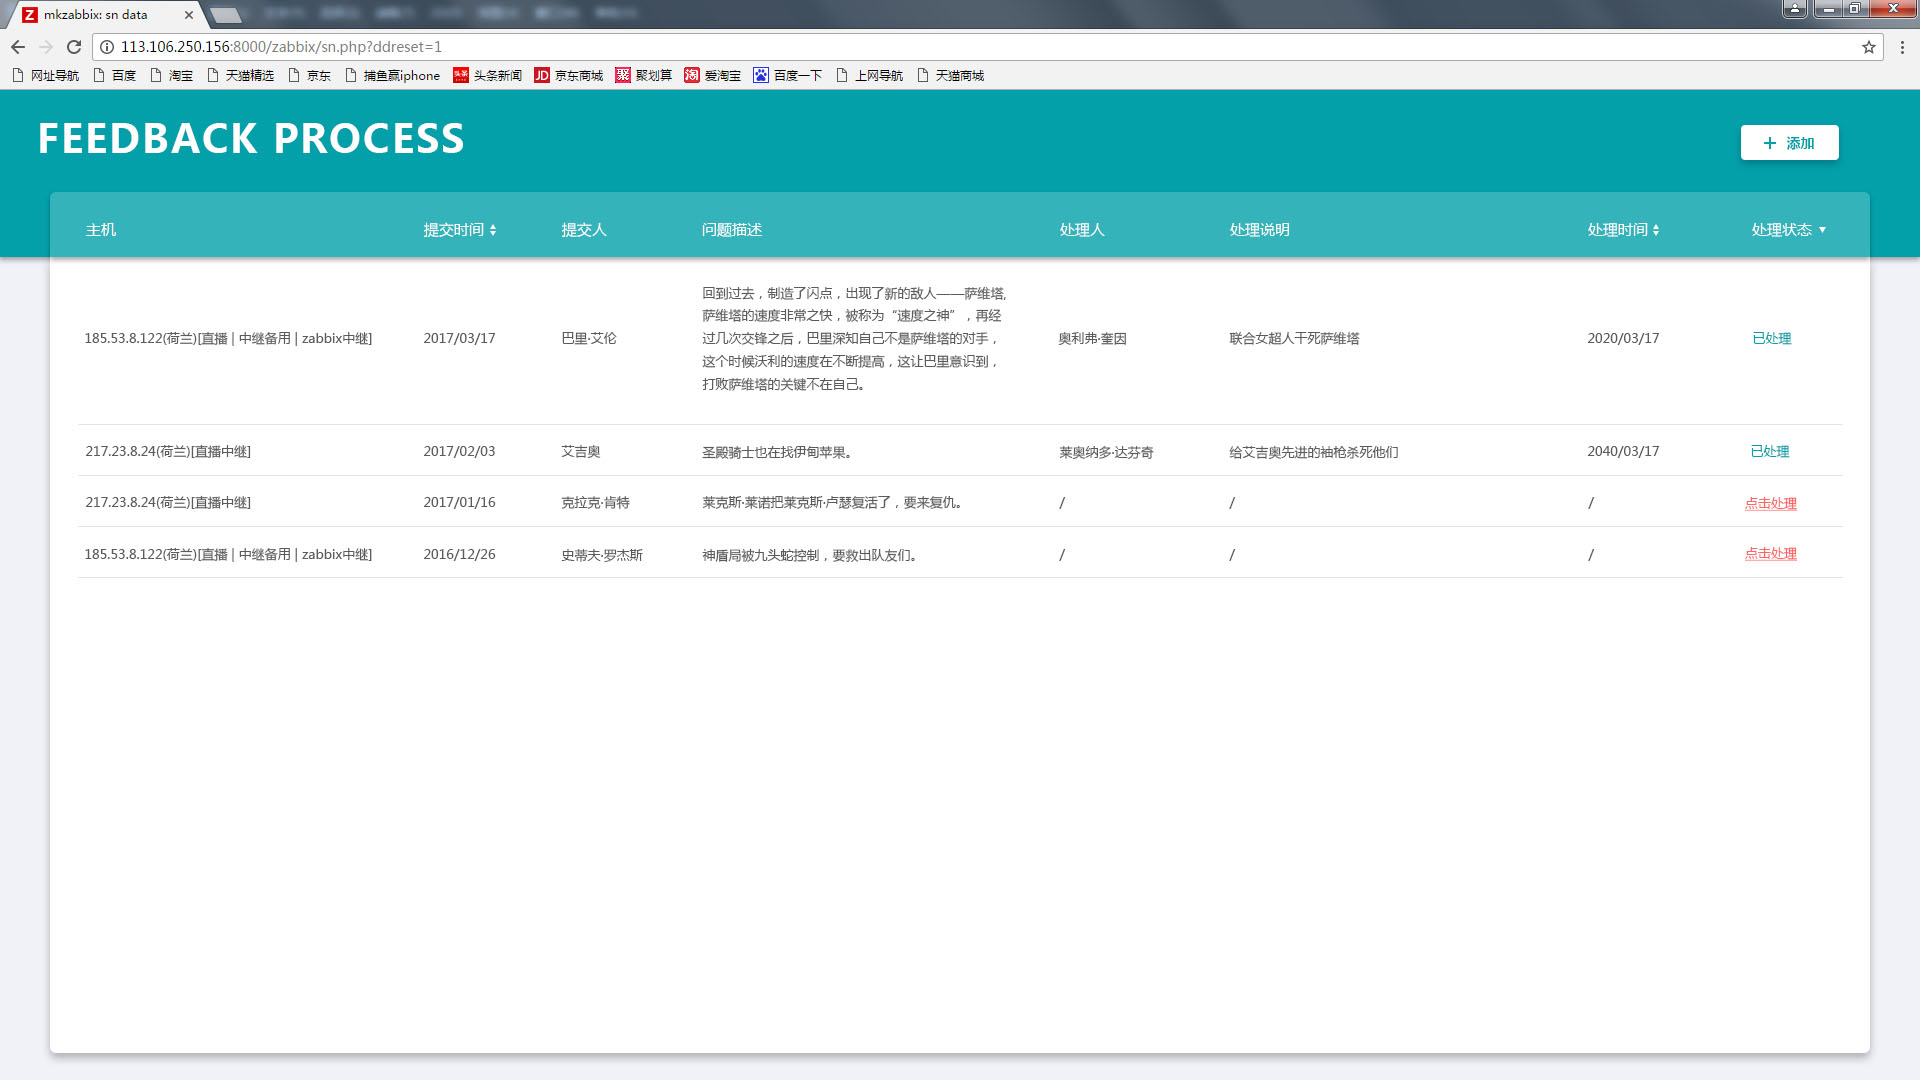 mkzabbix: sn data
113.106.250.156:8000/zabbix/sn.php?ddreset=1
网址导航 百度 淘宝 天猫精选 京东 捕鱼赢iphone 头条新闻 京东商城 聚划算 爱淘宝 百度一下 上网导航 天猫商城
FEEDBACK PROCESS
+ 添加
主机 提交时间 提交人 问题描述 处理人 处理说明 处理时间 处理状态
回到过去，制造了闪点，出现了新的敌人——萨维塔,
萨维塔的速度非常之快，被称为“速度之神”，再经
185.53.8.122(荷兰)[直播 | 中继备用 | zabbix中继] 2017/03/17 巴里·艾伦 过几次交锋之后，巴里深知自己不是萨维塔的对手， 奥利弗·奎因 联合女超人干死萨维塔 2020/03/17 已处理
这个时候沃利的速度在不断提高，这让巴里意识到，
打败萨维塔的关键不在自己。
217.23.8.24(荷兰)[直播中继] 2017/02/03 艾吉奥 圣殿骑士也在找伊甸苹果。 莱奥纳多·达芬奇 给艾吉奥先进的袖枪杀死他们 2040/03/17 已处理
217.23.8.24(荷兰)[直播中继] 2017/01/16 克拉克·肯特 莱克斯·莱诺把莱克斯·卢瑟复活了，要来复仇。 / / / 点击处理
185.53.8.122(荷兰)[直播 | 中继备用 | zabbix中继] 2016/12/26 史蒂夫·罗杰斯 神盾局被九头蛇控制，要救出队友们。 / / / 点击处理